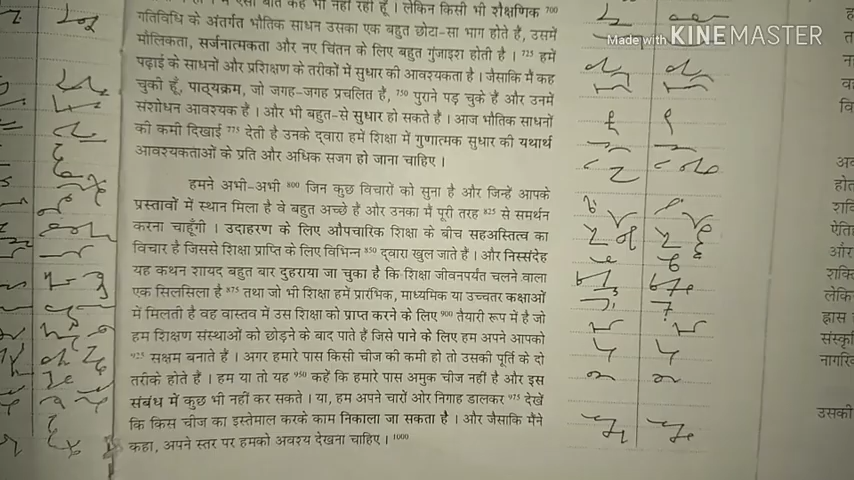 ऐसी बात कह भी नहीं रही हूँ । लेकिन किसी भी शैक्षणिक 700
गतिविधि के अंतर्गत भौतिक साधन उसका एक बहुत छोटा-सा भाग होते हैं, उसमें
मौलिकता, सर्जनात्मकता और नए चिंतन के लिए बहुत गुंजाइश होती है । 725 हमें
पढ़ाई के साधनों और प्रशिक्षण के तरीकों में सुधार की आवश्यकता है । जैसाकि मैं कह
चुकी हूँ, पाठ्यक्रम, जो जगह-जगह प्रचलित हैं, 750 पुराने पड़ चुके हैं और उनमें
संशोधन आवश्यक है । और भी बहुत-से सुधार हो सकते हैं । आज भौतिक साधनों
की कमी दिखाई 775 देती है उनके द्वारा हमें शिक्षा में गुणात्मक सुधार की यथार्थ
आवश्यकताओं के प्रति और अधिक सजग हो जाना चाहिए ।
हमने अभी-अभी 800 जिन कुछ विचारों को सुना है और जिन्हें आपके
प्रस्तावों में स्थान मिला है वे बहुत अच्छे हैं और उनका मैं पूरी तरह 825 से समर्थन
करना चाहूँगी । उदाहरण के लिए औपचारिक शिक्षा के बीच सहअस्तित्व का
विचार है जिससे शिक्षा प्राप्ति के लिए विभिन्न 850 द्वारा खुल जाते हैं । और निस्संदेह
यह कथन शायद बहुत बार दुहराया जा चुका है कि शिक्षा जीवनपर्यंत चलने वाला
एक सिलसिला है 875 तथा जो भी शिक्षा हमें प्रारंभिक, माध्यमिक या उच्चतर कक्षाओं
में मिलती है वह वास्तव में उस शिक्षा को प्राप्त करने के लिए 900 तैयारी रूप में है जो
हम शिक्षण संस्थाओं को छोड़ने के बाद पाते हैं जिसे पाने के लिए हम अपने आपको
925 सक्षम बनाते हैं । अगर हमारे पास किसी चीज की कमी हो तो उसकी पूर्ति के दो
तरीके होते हैं । हम या तो यह 950 कहें कि हमारे पास अमुक चीज नहीं है और इस
संबंध में कुछ भी नहीं कर सकते । या, हम अपने चारों ओर निगाह डालकर 975 देखें
कि किस चीज का इस्तेमाल करके काम निकाला जा सकता है । और जैसाकि मैंने
कहा, अपने स्तर पर हमको अवश्य देखना चाहिए । 1000
Made with KINEMASTER
उसकी